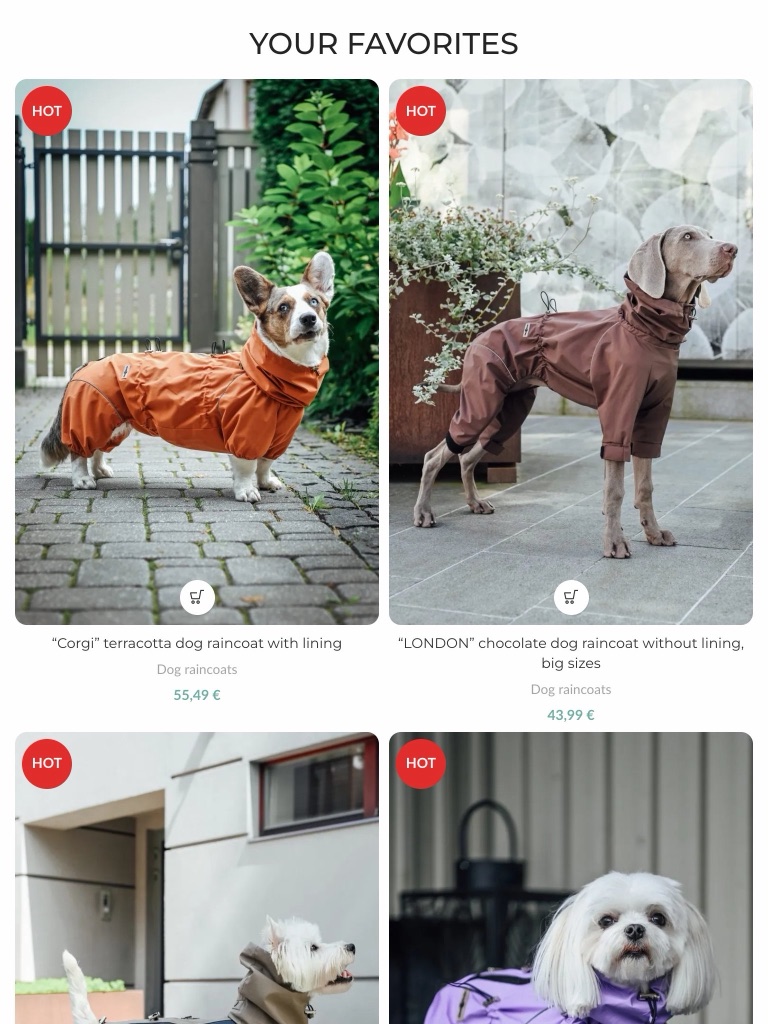 YOUR FAVORITES
HOT
HOT
“Corgi” terracotta dog raincoat with lining
Dog raincoats
55,49 €
“LONDON” chocolate dog raincoat without lining,
big sizes
Dog raincoats
43,99 €
HOT
HOT